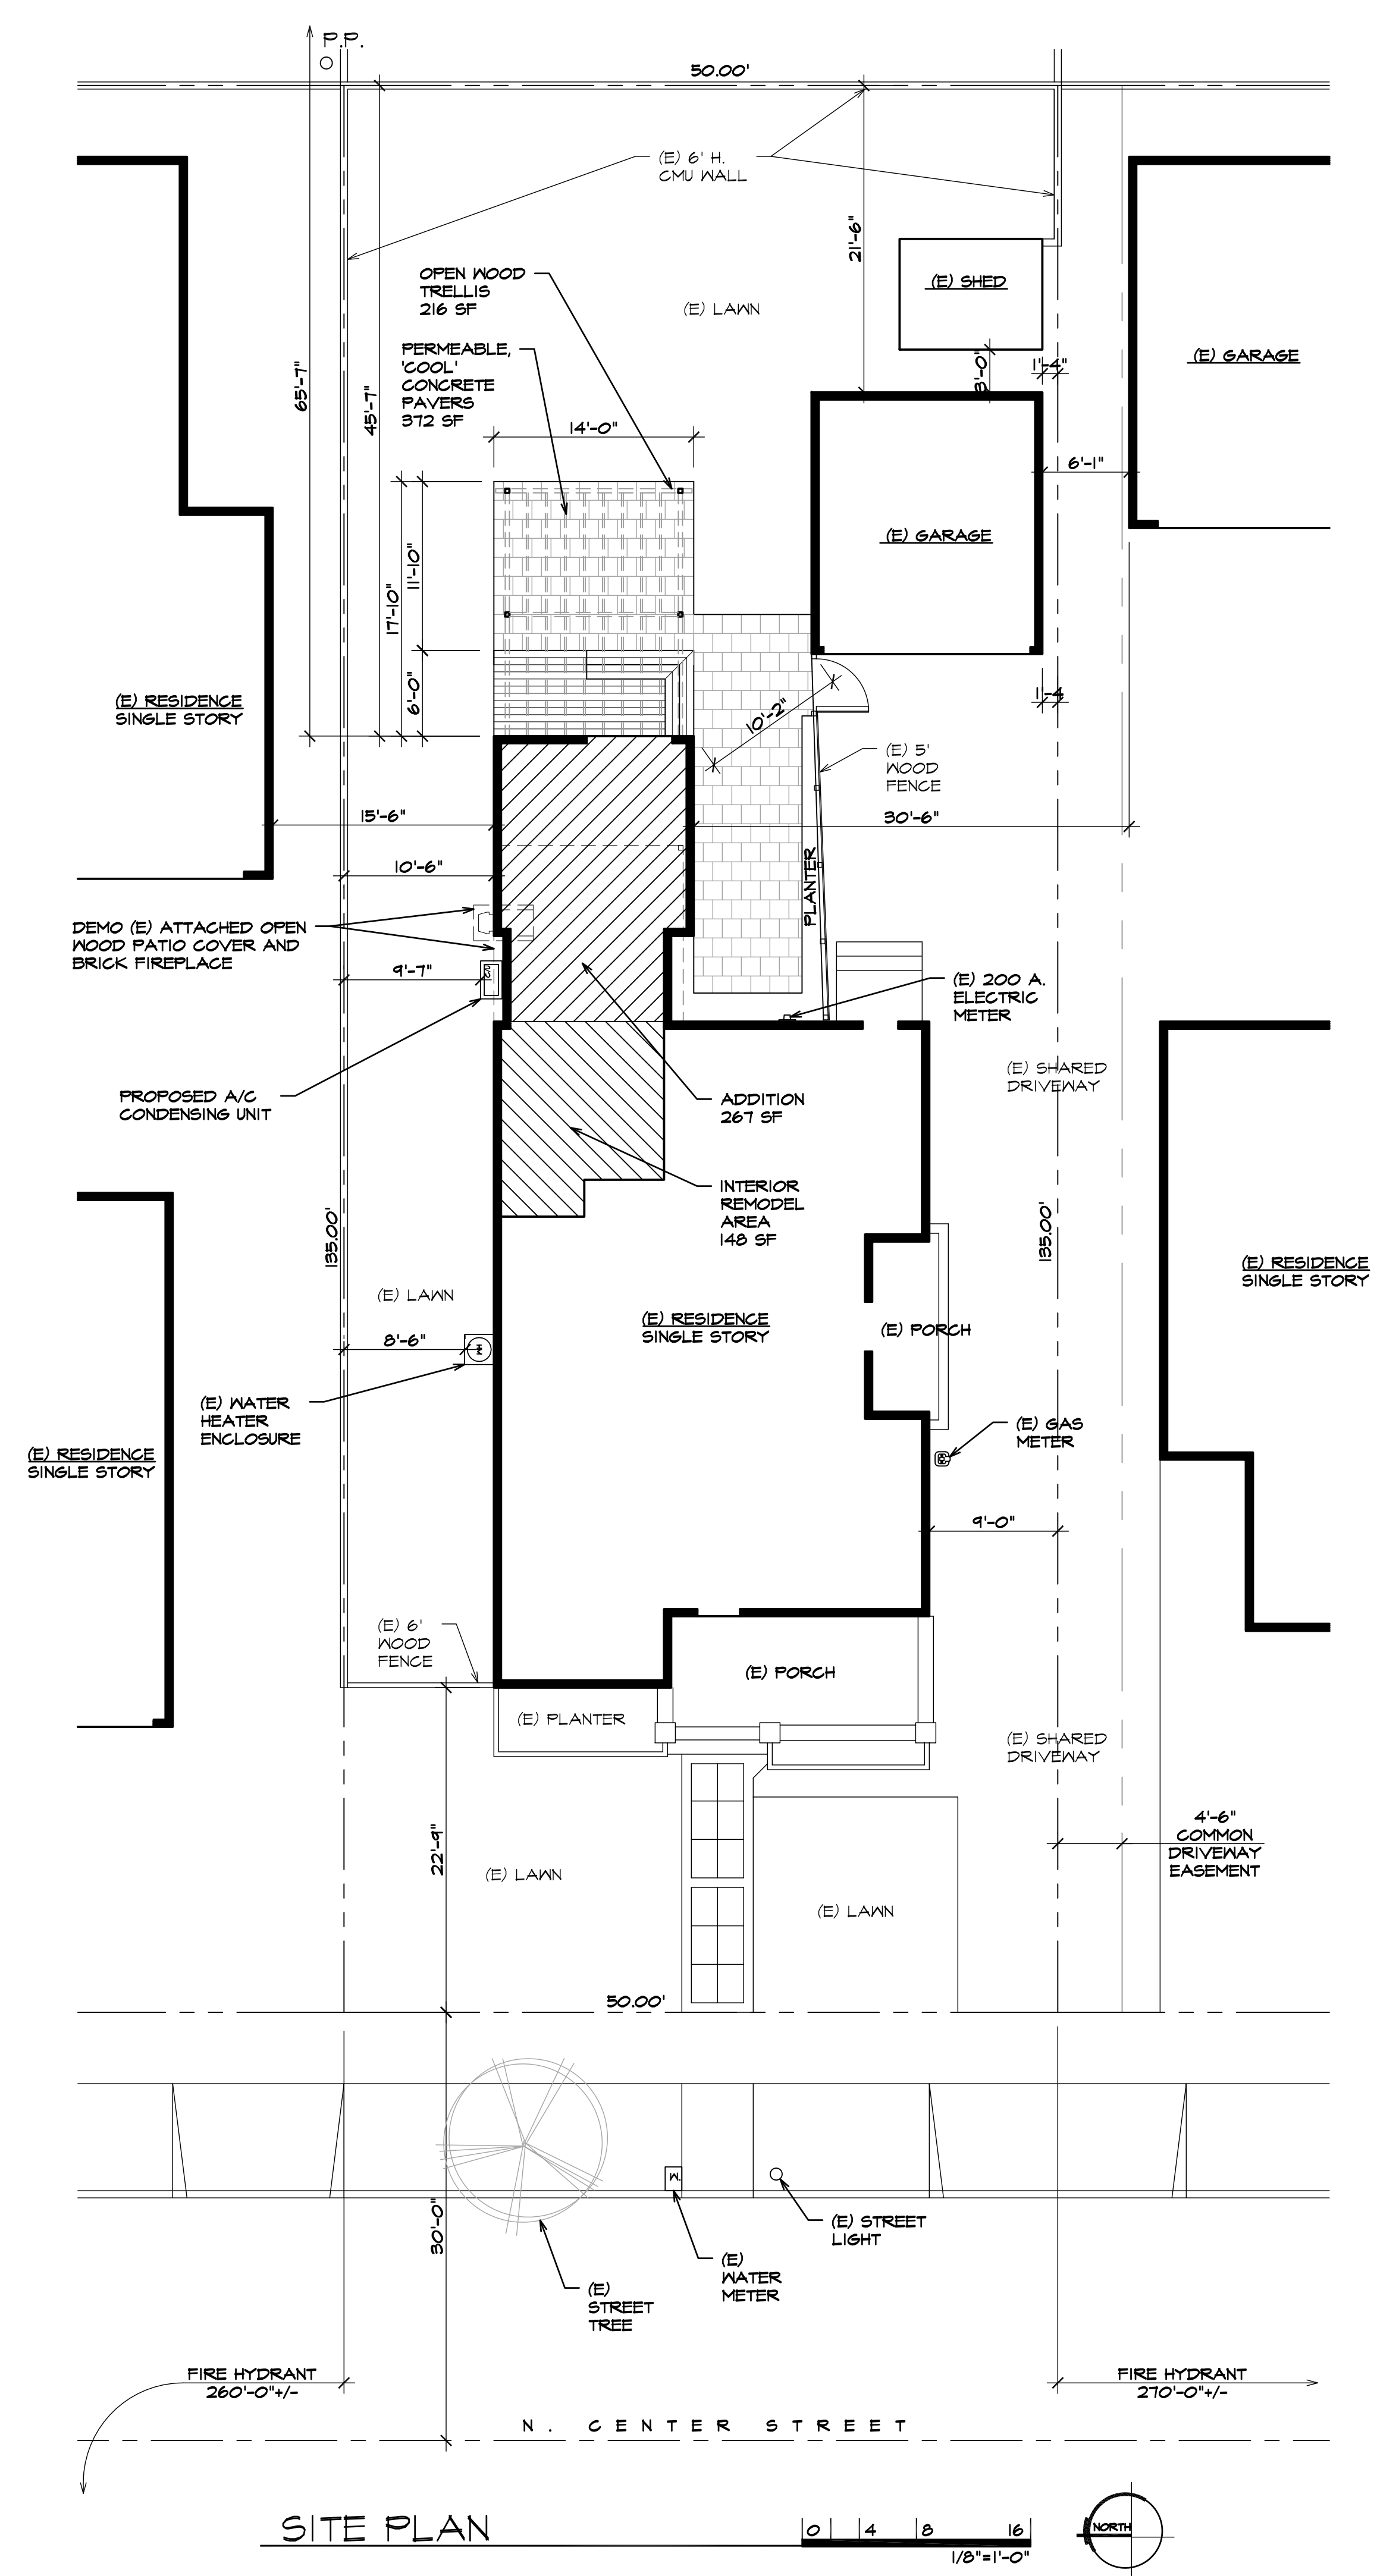 P.P.
50.00'
(E) 6' H.
CMU WALL
21'-6"
OPEN WOOD
TRELLIS
216 SF
(E) SHED
(E) LAWN
PERMEABLE,
'COOL'
CONCRETE
PAVERS
372 SF
3'-0"
1'-4"
(E) GARAGE
65'-7"
45'-7"
14'-0"
6'-1"
(E) GARAGE
11'-10"
17'-10"
6'-0"
(E) RESIDENCE
SINGLE STORY
10'-2"
1'-4
(E) 5'
WOOD
FENCE
15'-6"
30'-6"
10'-6"
PLANTER
DEMO (E) ATTACHED OPEN
WOOD PATIO COVER AND
BRICK FIREPLACE
9'-7"
(E) 200 A.
ELECTRIC
METER
(E) SHARED
DRIVEWAY
PROPOSED A/C
CONDENSING UNIT
ADDITION
267 SF
INTERIOR
REMODEL
AREA
148 SF
135.00'
135.00'
(E) LAWN
(E) RESIDENCE
SINGLE STORY
(E) RESIDENCE
SINGLE STORY
(E) PORCH
8'-6"
(E) WATER
HEATER
ENCLOSURE
(E) GAS
METER
(E) RESIDENCE
SINGLE STORY
9'-0"
(E) 6'
WOOD
FENCE
(E) PORCH
(E) PLANTER
(E) SHARED
DRIVEWAY
22'-9"
4'-6"
COMMON
DRIVEWAY
EASEMENT
(E) LAWN
(E) LAWN
50.00'
W.
30'-0"
(E) STREET
LIGHT
(E)
WATER
METER
(E)
STREET
TREE
FIRE HYDRANT
260'-0"+/-
FIRE HYDRANT
270'-0"+/-
N. CENTER STREET
SITE PLAN
0 4 8 16
1/8"=1'-0"
NORTH